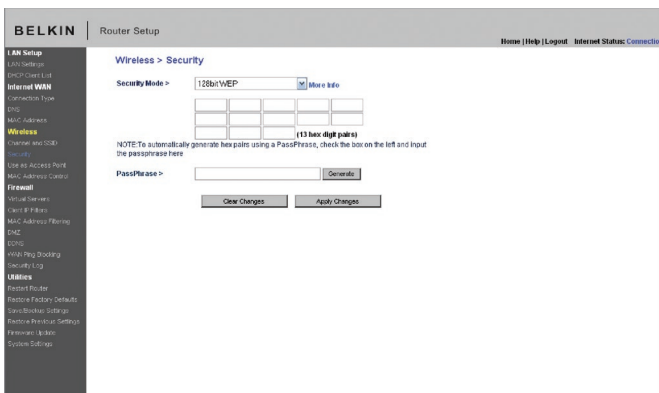 BELKIN
Router Setup
Home | Help | Logout Internet Status: Connectio
LAN Setup
LAN Settings
DHCP Client List
Internet WAN
Connection Type
DNS
MAC Address
Wireless
Channel and SSID
Security
Use as Access Point
MAC Address Control
Firewall
Virtual Servers
Client IP Filters
MAC Address Filtering
DMZ
DDNS
WAN Ping Blocking
Security Log
Utilities
Restart Router
Restore Factory Defaults
Save/Backup Settings
Restore Previous Settings
Firmware Update
System Settings
Wireless > Security
Security Mode > 128bit WEP More Info
(13 hex digit pairs)
NOTE:To automatically generate hex pairs using a PassPhrase, check the box on the left and input
the passphrase here
PassPhrase > Generate
Clear Changes Apply Changes